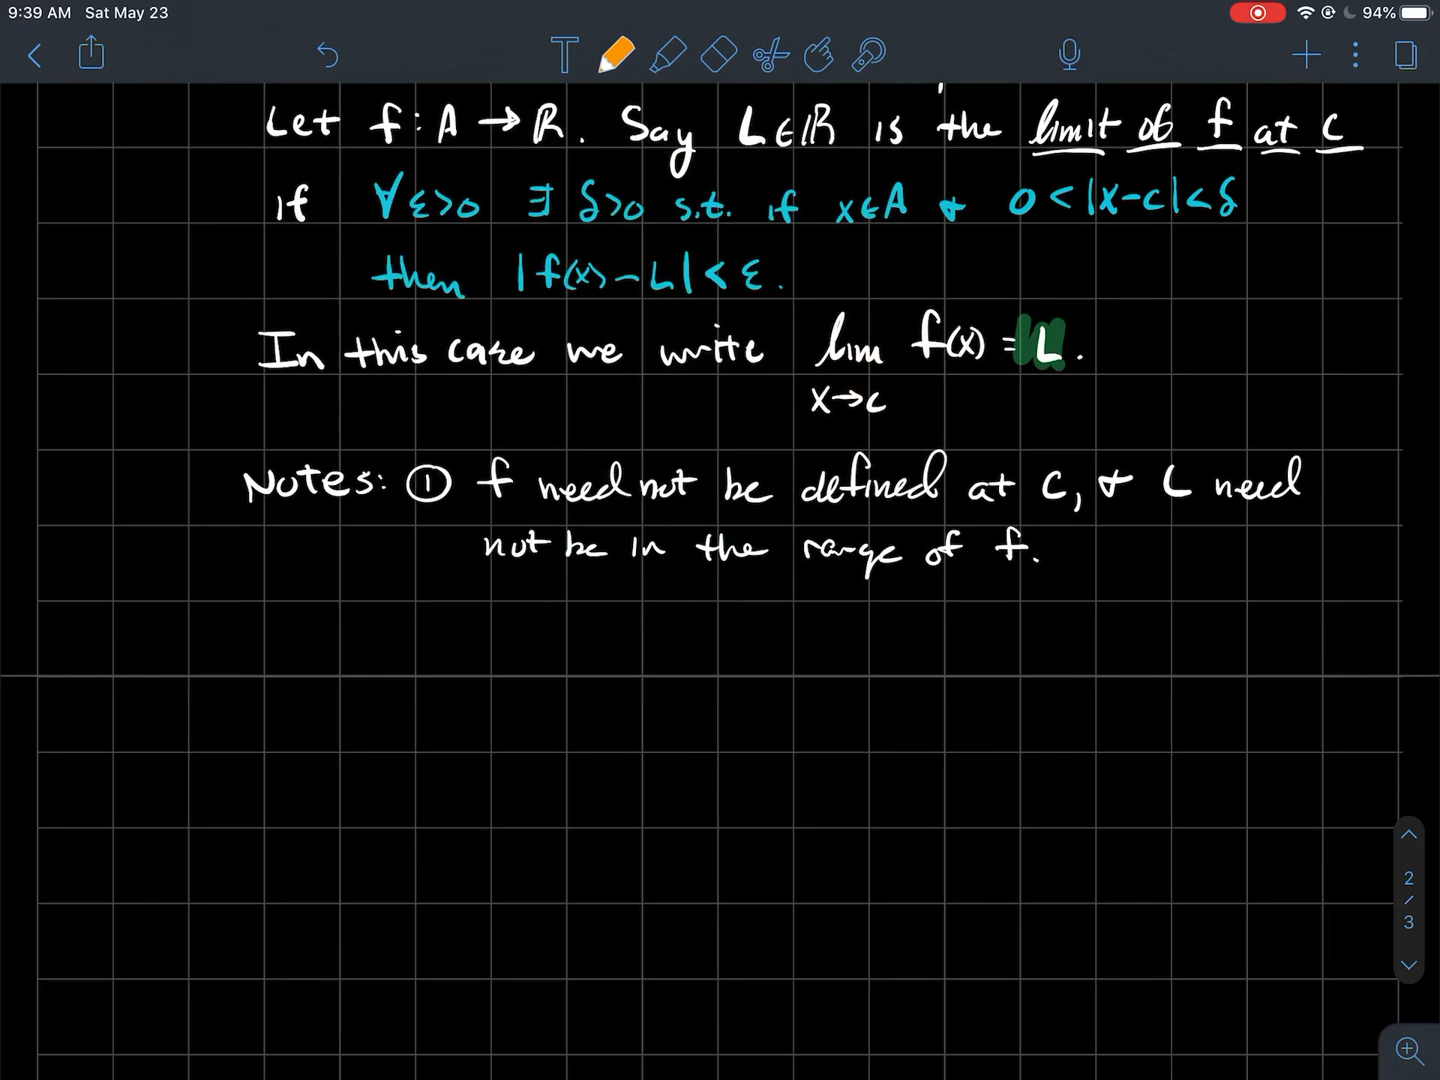 9:39 AM Sat May 23
94%
T
Let f: A → ℝ. Say L∈ℝ is the limit of f at c
if ∀ε>0 ∃ δ>0 s.t. if x∈A & 0<|x-c|<δ
then |f(x)-L|<ε.
In this case we write lim f(x) = L.
x→c
Notes: ① f need not be defined at c, & L need
not be in the range of f.
2
/
3